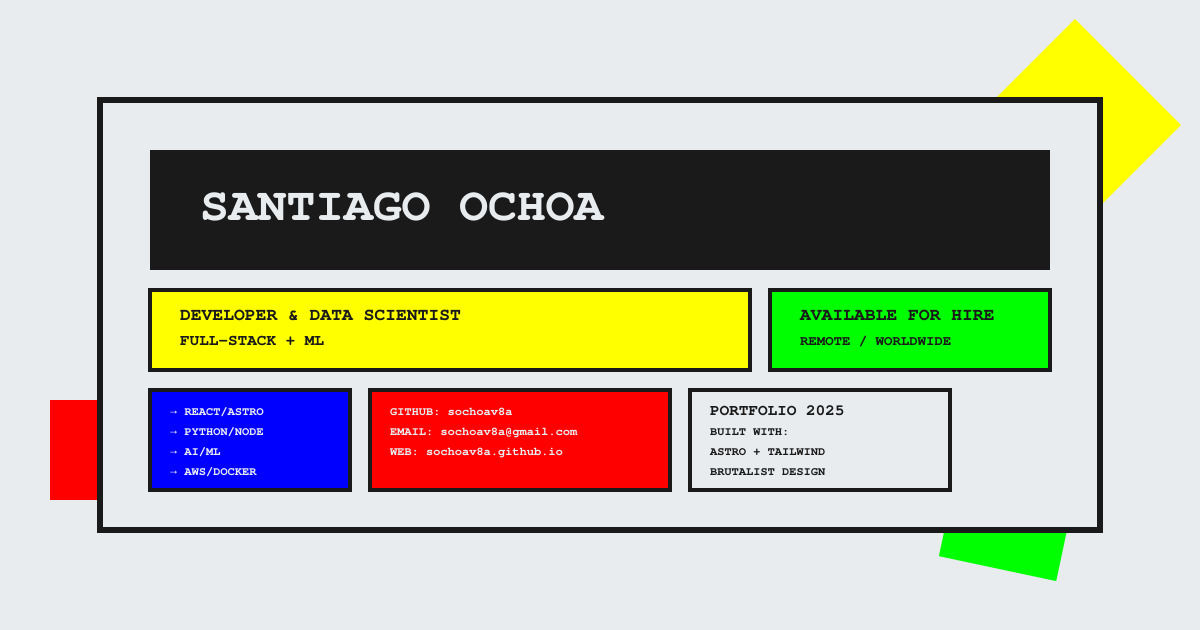 SANTIAGO OCHOA
DEVELOPER & DATA SCIENTIST
FULL-STACK + ML
AVAILABLE FOR HIRE
REMOTE / WORLDWIDE
→ REACT/ASTRO
→ PYTHON/NODE
→ AI/ML
→ AWS/DOCKER
GITHUB: sochoav8a
EMAIL: sochoav8a@gmail.com
WEB: sochoav8a.github.io
PORTFOLIO 2025
BUILT WITH:
ASTRO + TAILWIND
BRUTALIST DESIGN